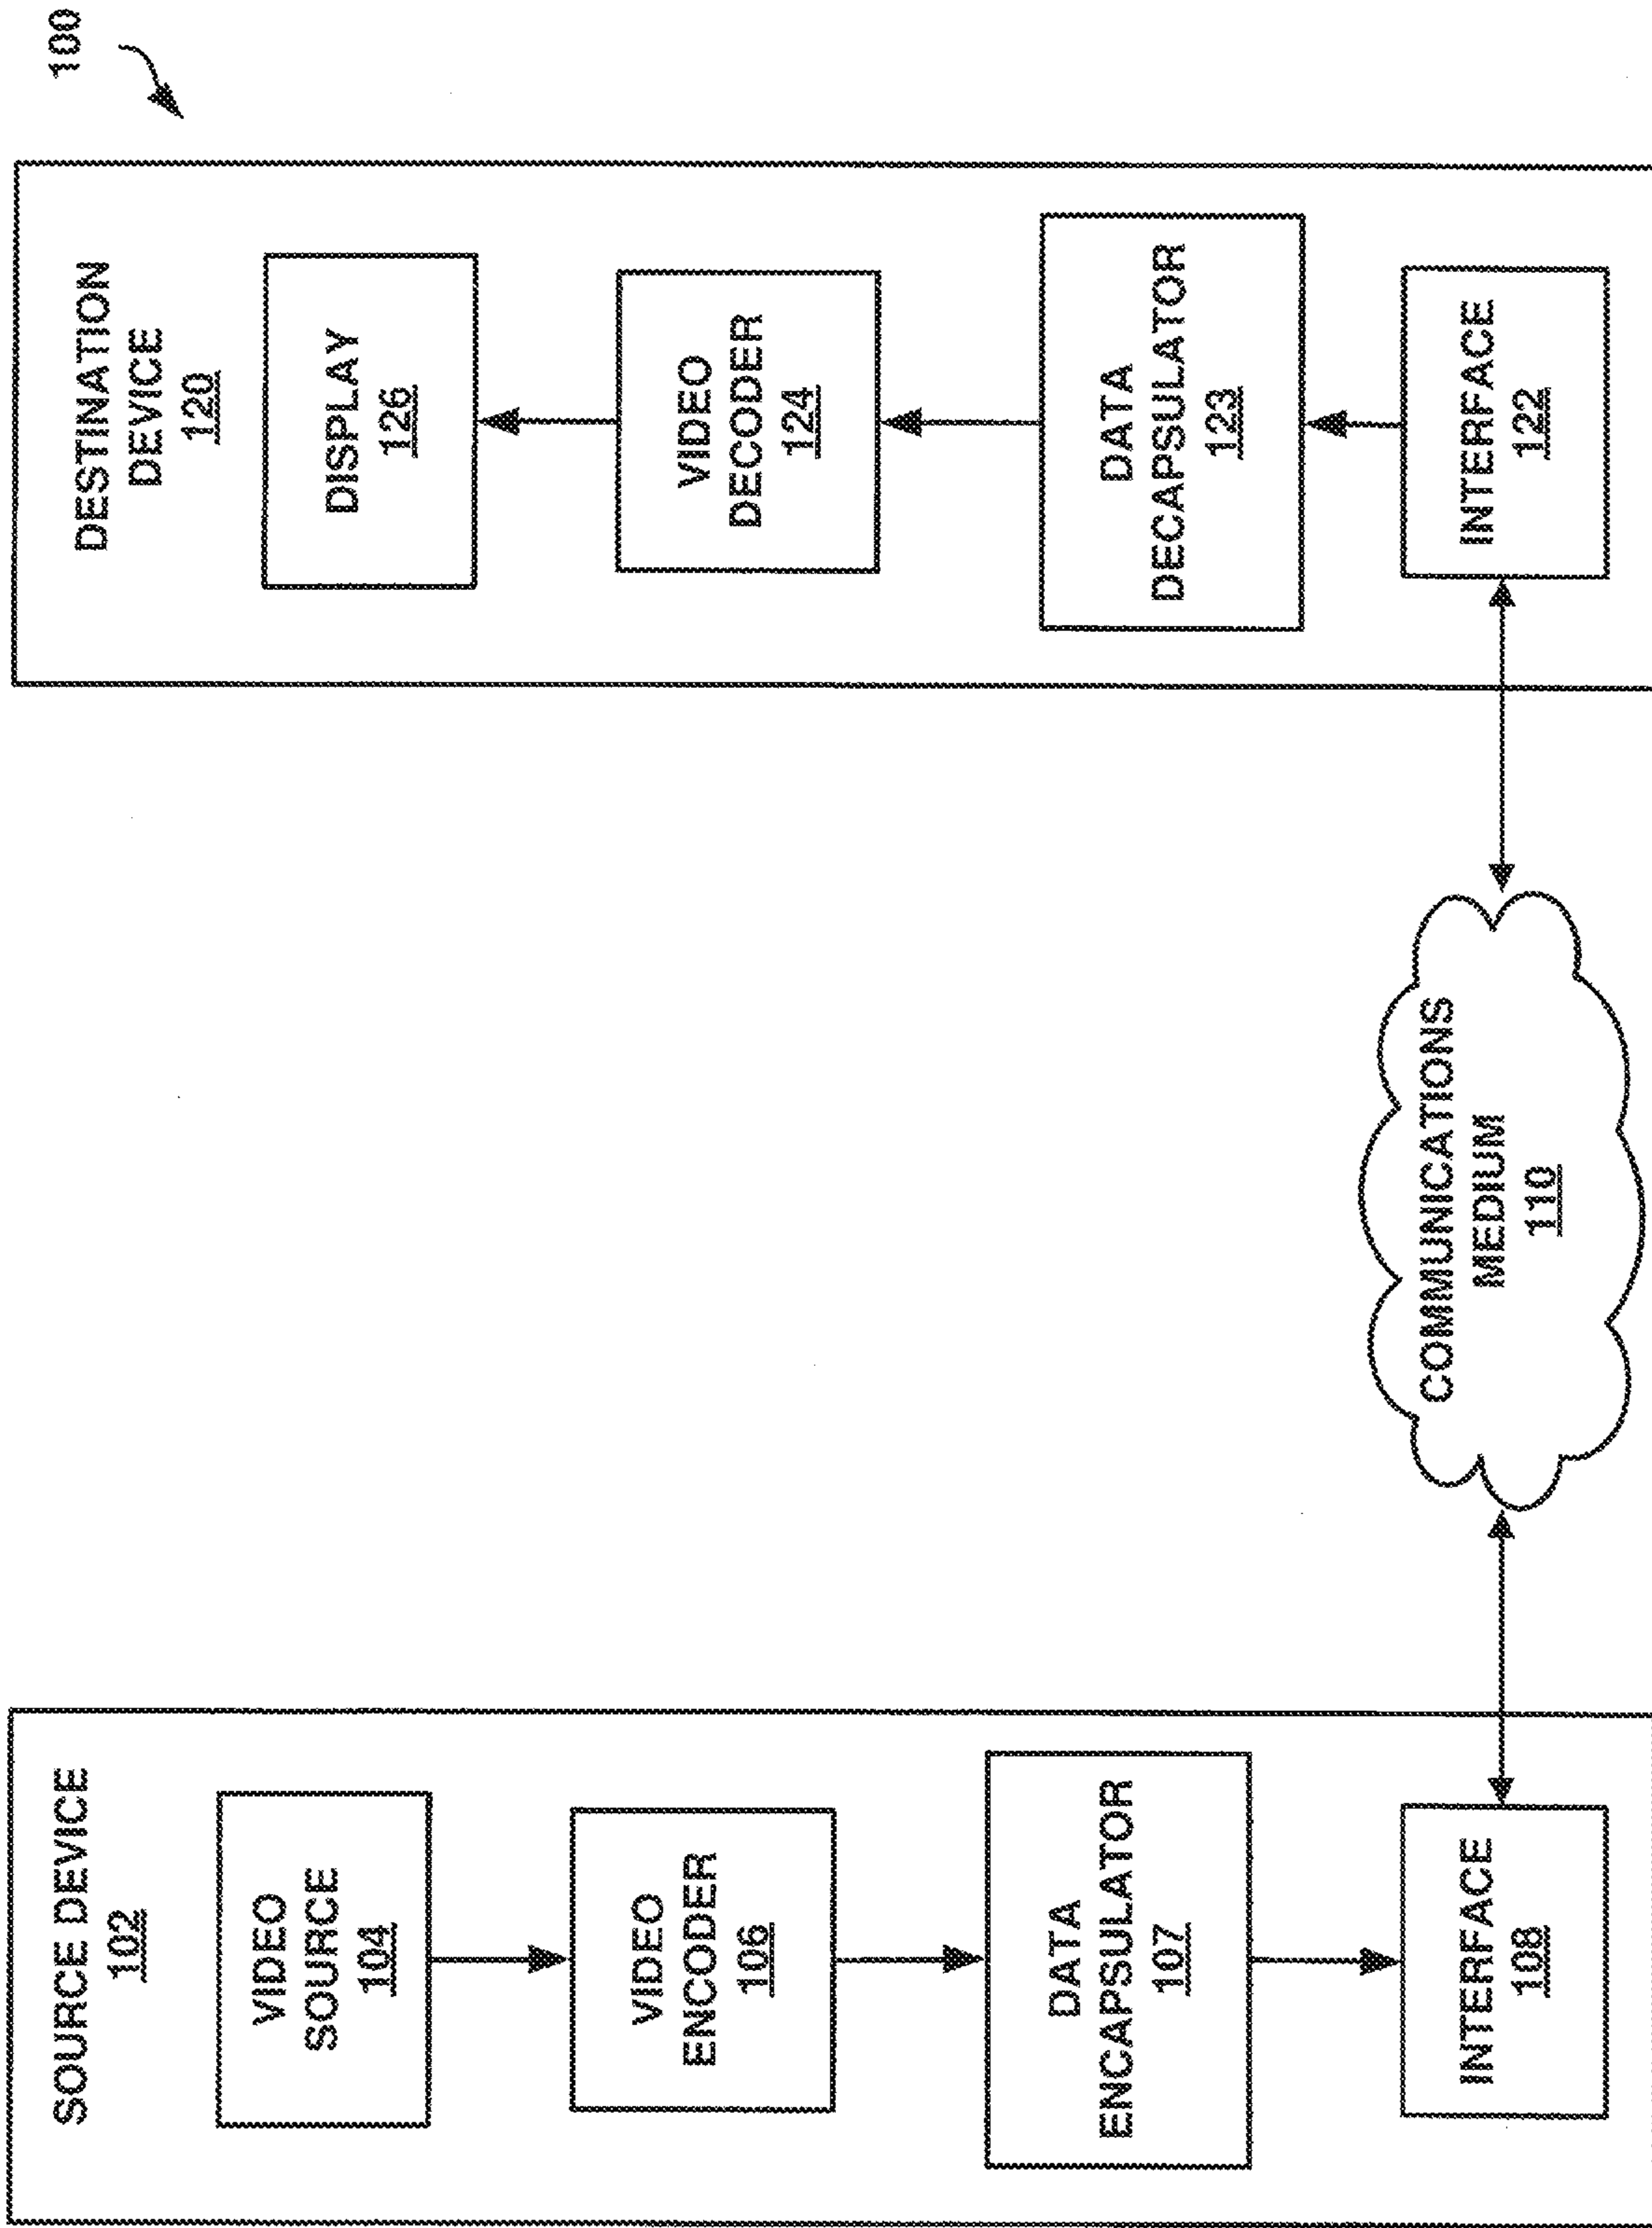 100
SOURCE DEVICE
102
VIDEO
SOURCE
104
VIDEO
ENCODER
106
DATA
ENCAPSULATOR
107
INTERFACE
108
COMMUNICATIONS
MEDIUM
110
DESTINATION
DEVICE
120
DISPLAY
126
VIDEO
DECODER
124
DATA
DECAPSULATOR
123
INTERFACE
122